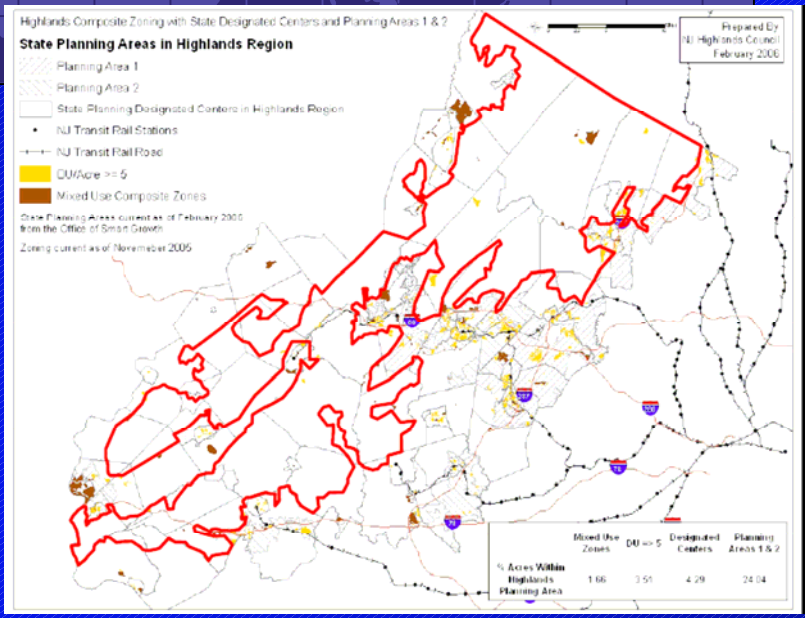 Highlands Composite Zoning with State Designated Centers and Planning Areas 1 & 2
State Planning Areas in Highlands Region
Planning Area 1
Planning Area 2
State Planning Designated Centers in Highlands Region
NJ Transit Rail Stations
NJ Transit Rail Road
DU/Acre >= 5
Mixed Use Composite Zones
State Planning Areas current as of February 2006
from the Office of Smart Growth
Zoning current as of Novemeber 2005
Prepared By
NJ Highlands Council
February 2006
80
287
280
78
78
Mixed Use Zones
DU => 5
Designated Centers
Planning Areas 1 & 2
% Acres Within Highlands Planning Area
1.66
3.51
4.29
24.04